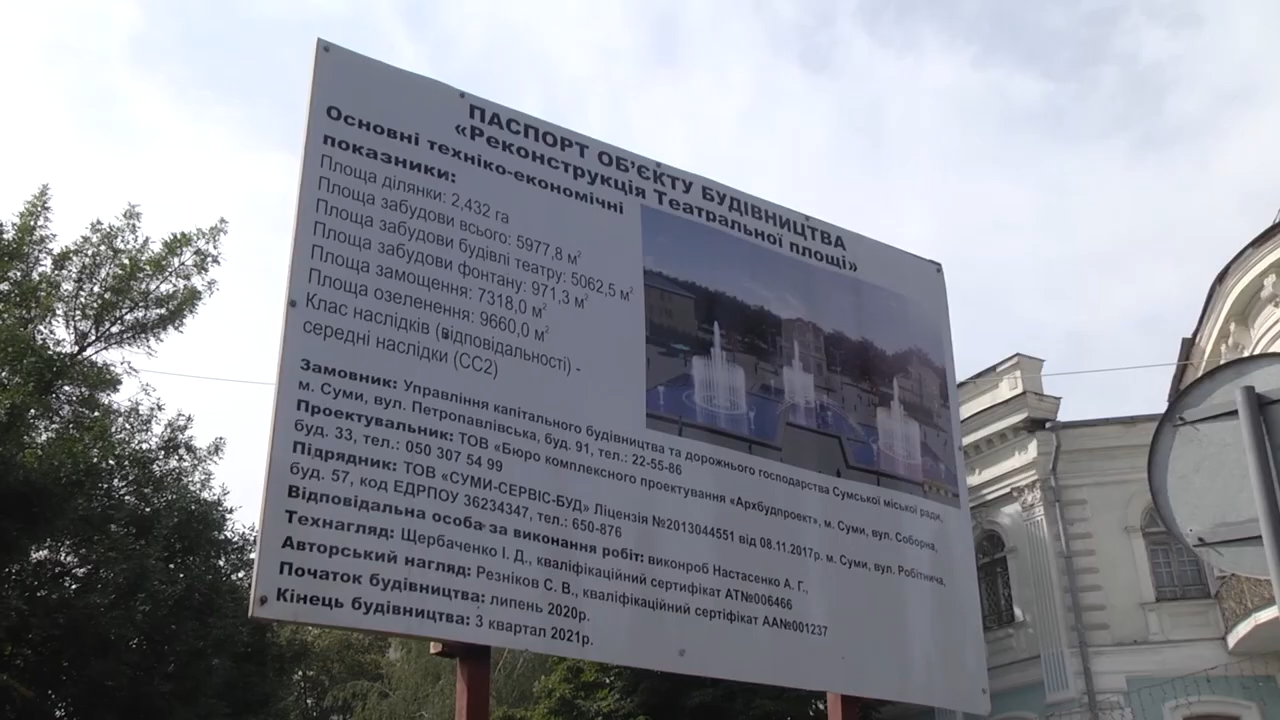 ПАСПОРТ ОБ’ЄКТУ БУДІВНИЦТВА
«Реконструкція Театральної площі»
Основні техніко-економічні
показники:
Площа ділянки: 2,432 га
Площа забудови всього: 5977,8 м²
Площа забудови будівлі театру: 5062,5 м²
Площа забудови фонтану: 971,3 м²
Площа замощення: 7318,0 м²
Площа озеленення: 9660,0 м²
Клас наслідків (відповідальності) -
середні наслідки (СС2)
Замовник: Управління капітального будівництва та дорожнього господарства Сумської міської ради,
м. Суми, вул. Петропавлівська, буд. 91, тел.: 22-55-86
Проектувальник: ТОВ «Бюро комплексного проектування «Архбудпроект», м. Суми, вул. Соборна,
буд. 33, тел.: 050 307 54 99
Підрядник: ТОВ «СУМИ-СЕРВІС-БУД» Ліцензія №2013044551 від 08.11.2017р. м. Суми, вул. Робітнича,
буд. 57, код ЕДРПОУ 36234347, тел.: 650-876
Відповідальна особа за виконання робіт: виконроб Настасенко А. Г.,
Технагляд: Щербаченко І. Д., кваліфікаційний сертифікат АТ№006466
Авторський нагляд: Резніков С. В., кваліфікаційний сертіфікат АА№001237
Початок будівництва: липень 2020р.
Кінець будівництва: 3 квартал 2021р.